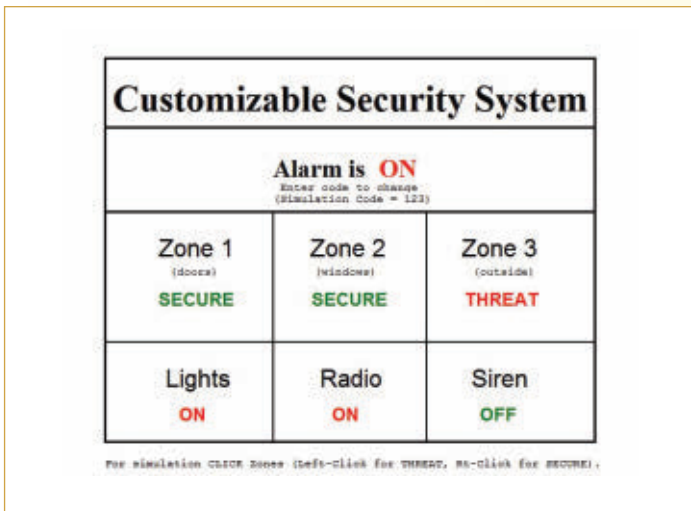 Customizable Security System
Alarm is ON
Enter code to change
(Simulation Code = 123)
Zone 1 Zone 2 Zone 3
(doors) (windows) (outside)
SECURE SECURE THREAT
Lights Radio Siren
ON ON OFF
For simulation CLICK Zones (Left-Click for THREAT, Rt-Click for SECURE).